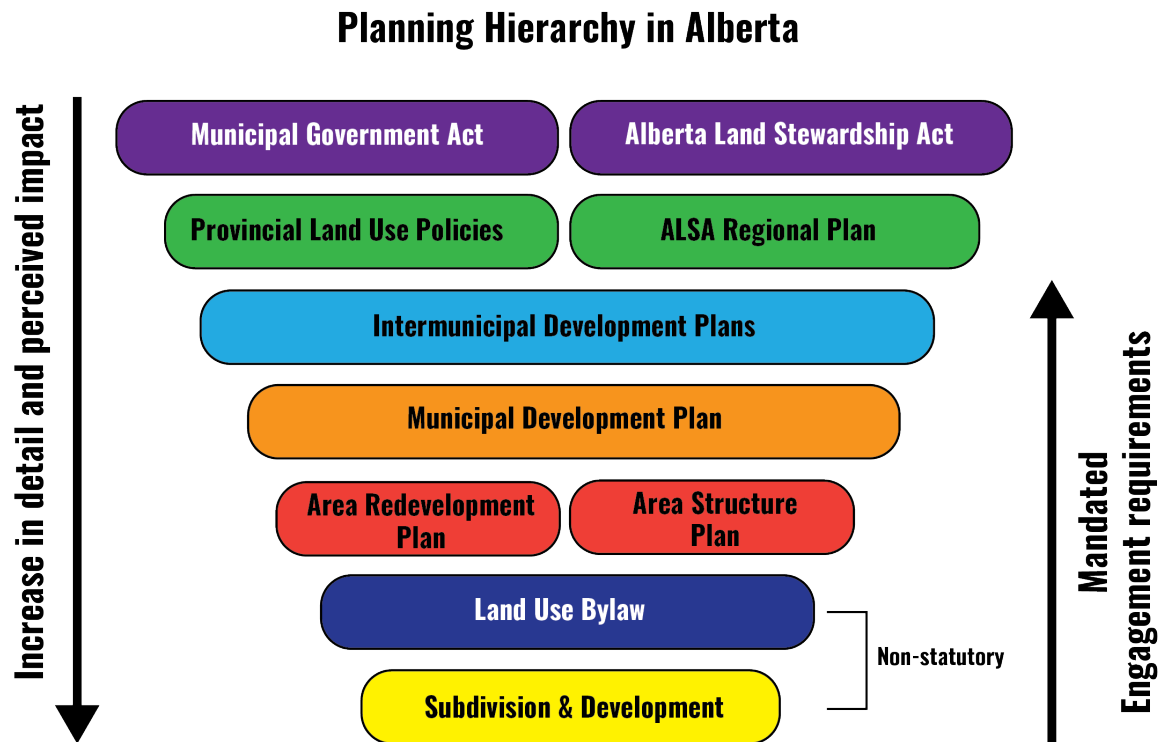 Planning Hierarchy in Alberta
Increase in detail and perceived impact
Municipal Government Act
Alberta Land Stewardship Act
Provincial Land Use Policies
ALSA Regional Plan
Intermunicipal Development Plans
Municipal Development Plan
Area Redevelopment
Plan
Area Structure
Plan
Land Use Bylaw
Non-statutory
Subdivision & Development
Mandated
Engagement requirements